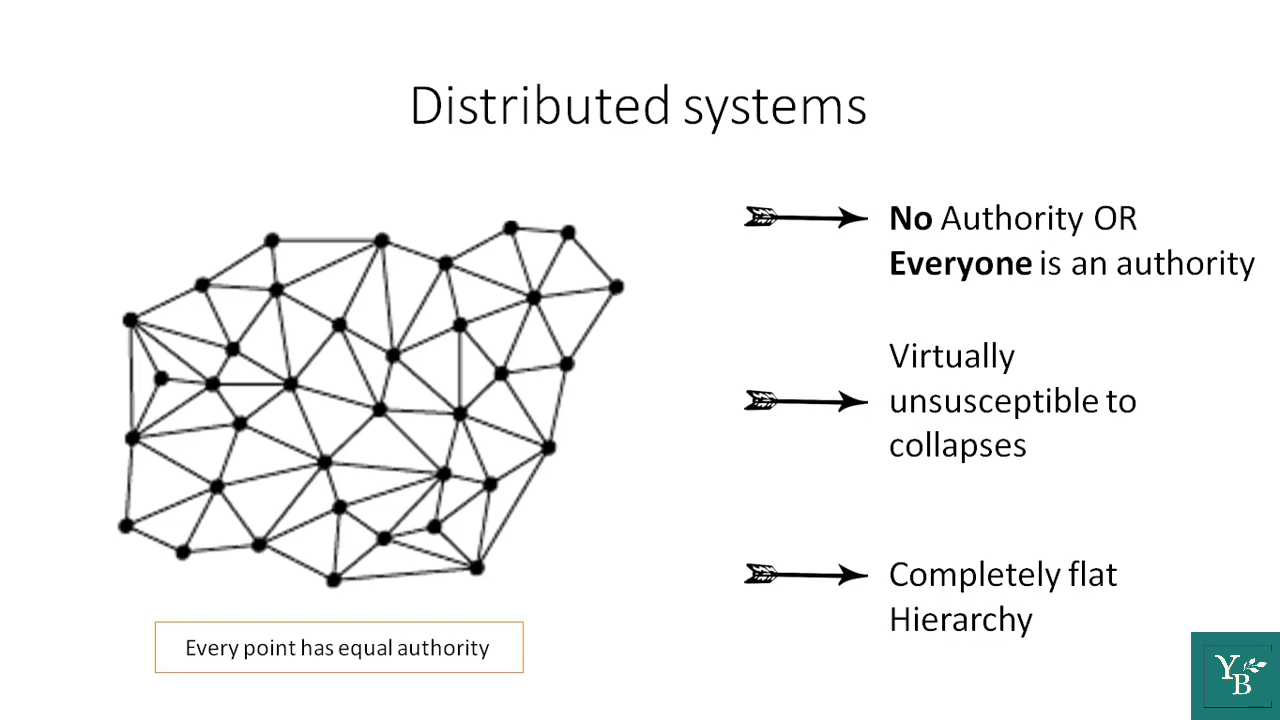 Distributed systems
No Authority OR
Everyone is an authority
Virtually
unsusceptible to
collapses
Completely flat
Hierarchy
Every point has equal authority
Y
B